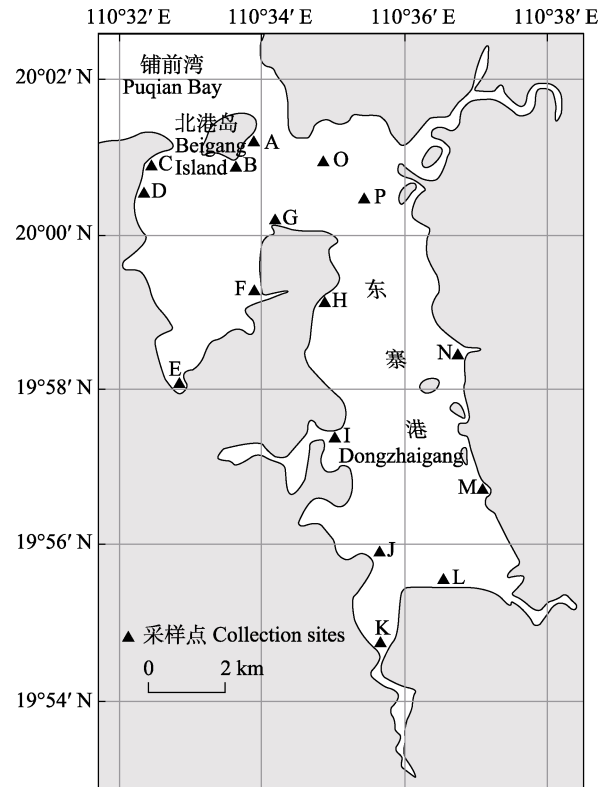 110°32′ E 110°34′ E 110°36′ E 110°38′ E
20°02′ N
铺前湾
Puqian Bay
北港岛
Beigang
Island
A
B
C
D
O
P
20°00′ N
G
F
H
东
N
寨
E
19°58′ N
港
I
Dongzhaigang
M
19°56′ N
J
L
K
▲ 采样点 Collection sites
0 2 km
19°54′ N